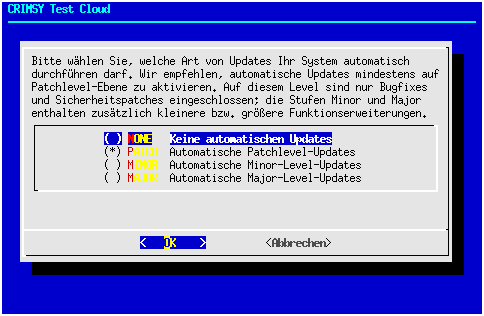 CRIMSY Test Cloud
Bitte wählen Sie, welche Art von Updates Ihr System automatisch
durchführen darf. Wir empfehlen, automatische Updates mindestens auf
Patchlevel-Ebene zu aktivieren. Auf diesem Level sind nur Bugfixes
und Sicherheitspatches eingeschlossen; die Stufen Minor und Major
enthalten zusätzlich kleinere bzw. größere Funktionserweiterungen.
( ) NONE Keine automatischen Updates
(*) PATCH Automatische Patchlevel-Updates
( ) MINOR Automatische Minor-Level-Updates
( ) MAJOR Automatische Major-Level-Updates
< OK > <Abbrechen>